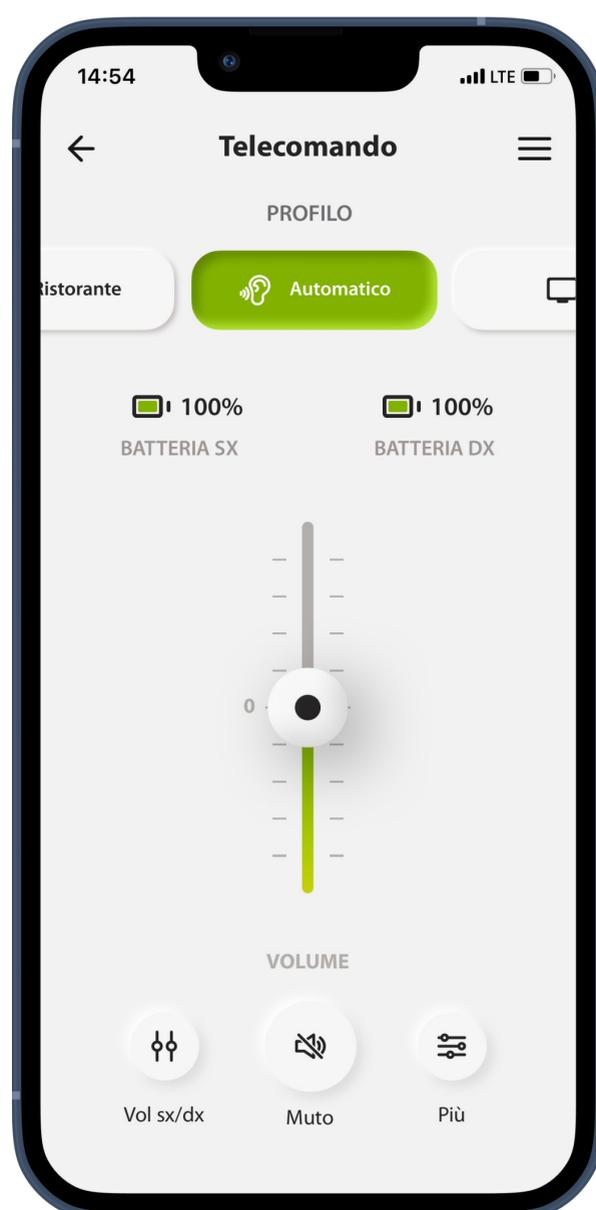 14:54 LTE
Telecomando
PROFILO
Ristorante Automatico
100% 100%
BATTERIA SX BATTERIA DX
0
VOLUME
Vol sx/dx Muto Più